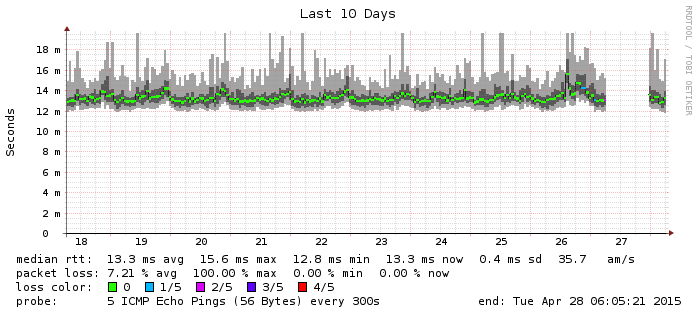 Last 10 Days
RRDTOOL / TOBI OETIKER
Seconds
18 m
16 m
14 m
12 m
10 m
8 m
6 m
4 m
2 m
0
18 19 20 21 22 23 24 25 26 27
median rtt: 13.3 ms avg 15.6 ms max 12.8 ms min 13.3 ms now 0.4 ms sd 35.7 am/s
packet loss: 7.21 % avg 100.00 % max 0.00 % min 0.00 % now
loss color: 0 1/5 2/5 3/5 4/5
probe: 5 ICMP Echo Pings (56 Bytes) every 300s end: Tue Apr 28 06:05:21 2015